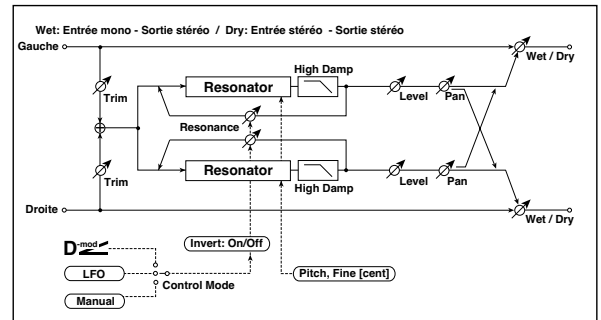 Wet: Entrée mono - Sortie stéréo / Dry: Entrée stéréo - Sortie stéréo
Gauche
Wet / Dry
High Damp
Trim
Resonator
Level
Pan
Resonance
Trim
Resonator
High Damp
Level
Pan
Droite
Wet / Dry
D-mod
Invert: On/Off
LFO
Control Mode
Pitch, Fine [cent]
Manual